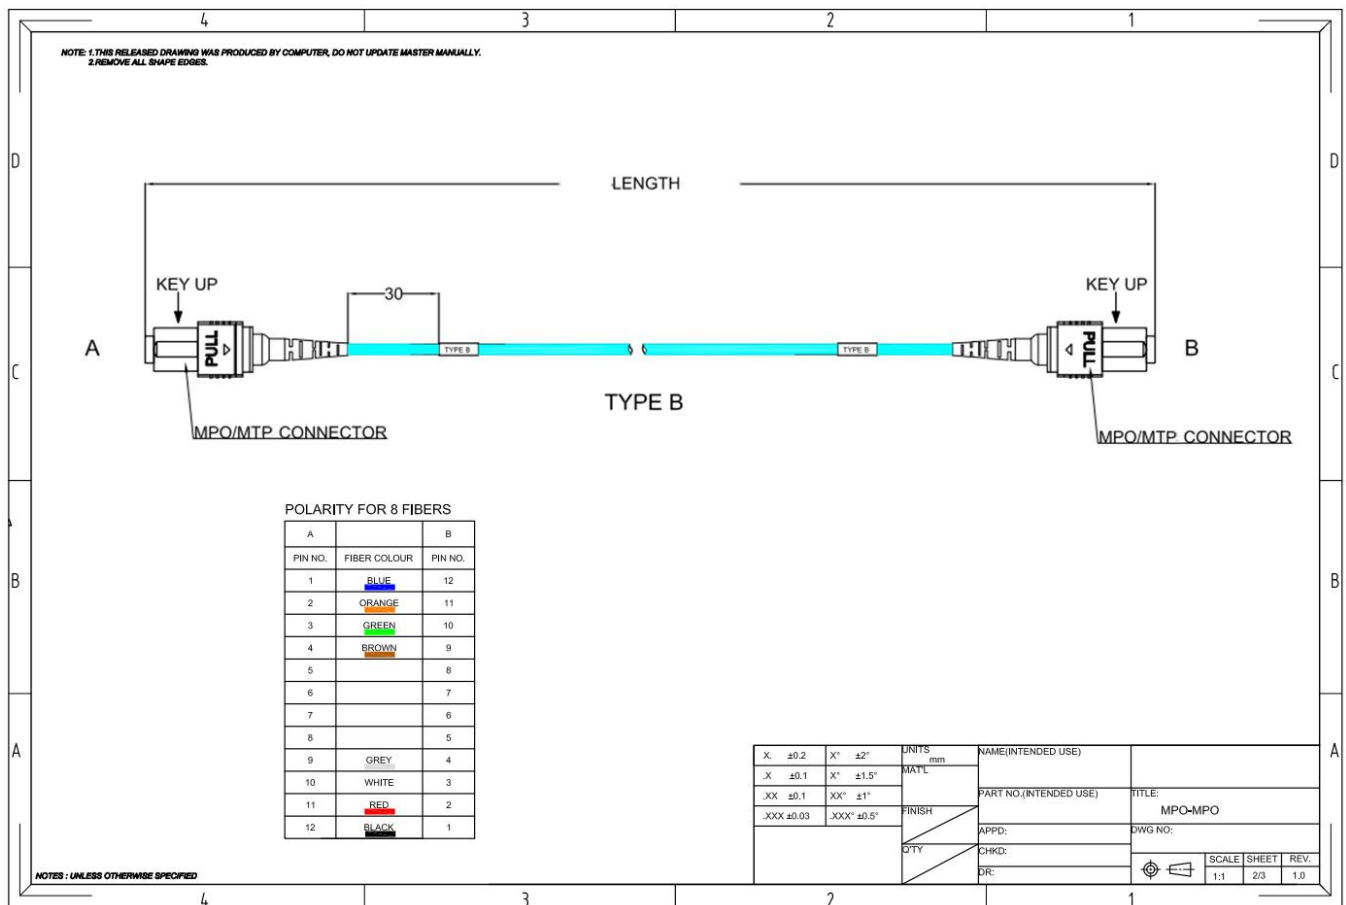 4 3 2 1
NOTE: 1.THIS RELEASED DRAWING WAS PRODUCED BY COMPUTER, DO NOT UPDATE MASTER MANUALLY.
2.REMOVE ALL SHAPE EDGES.
D D
LENGTH
KEY UP KEY UP
30
A PULL TYPE B TYPE B PULL B
C C
TYPE B
MPO/MTP CONNECTOR MPO/MTP CONNECTOR
POLARITY FOR 8 FIBERS
A B
PIN NO. FIBER COLOUR PIN NO.
B B
1 BLUE 12
2 ORANGE 11
3 GREEN 10
4 BROWN 9
5 8
6 7
7 6
8 5
9 GREY 4
10 WHITE 3
11 RED 2
12 BLACK 1
A A
X. ±0.2 X° ±2° UNITS mm NAME(INTENDED USE)
.X ±0.1 X° ±1.5° MAT'L
.XX ±0.1 XX° ±1° PART NO.(INTENDED USE) TITLE:
MPO-MPO
.XXX ±0.03 .XXX° ±0.5° FINISH
APPD: DWG NO:
Q'TY CHKD:
SCALE SHEET REV.
DR: 1:1 2/3 1.0
NOTES : UNLESS OTHERWISE SPECIFIED
4 3 2 1